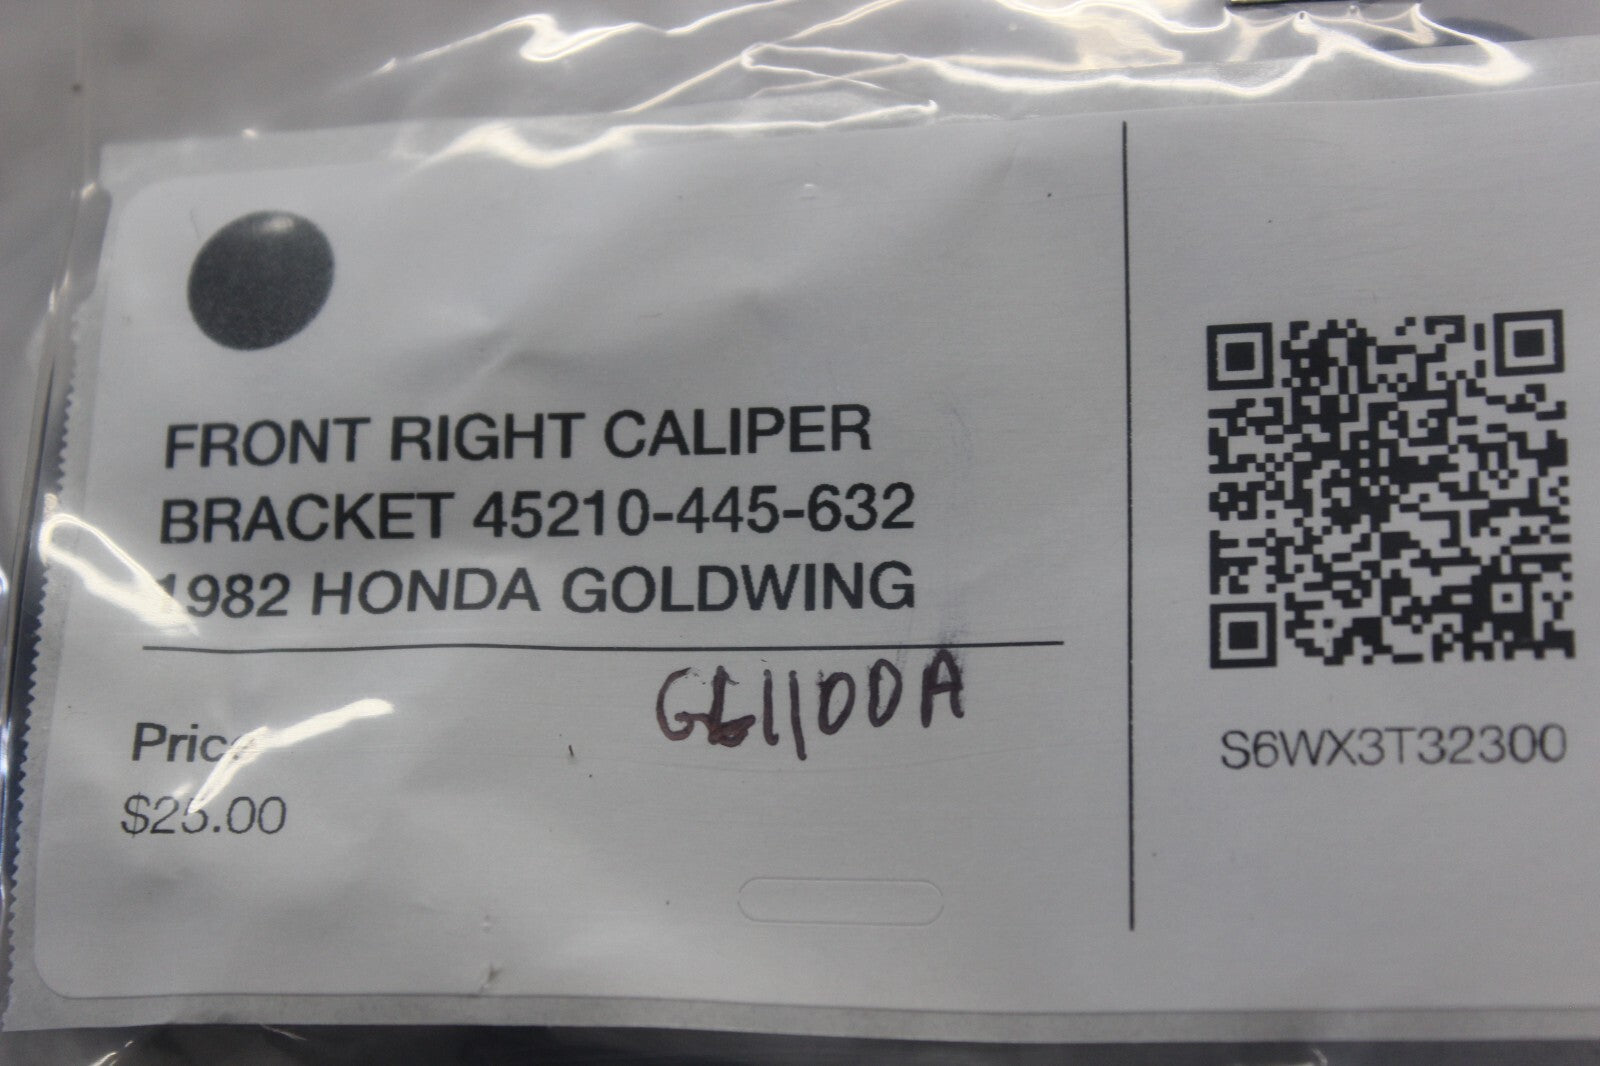 FRONT RIGHT CALIPER
BRACKET 45210-445-632
1982 HONDA GOLDWING
GL1100A
Price
$25.00
S6WX3T32300